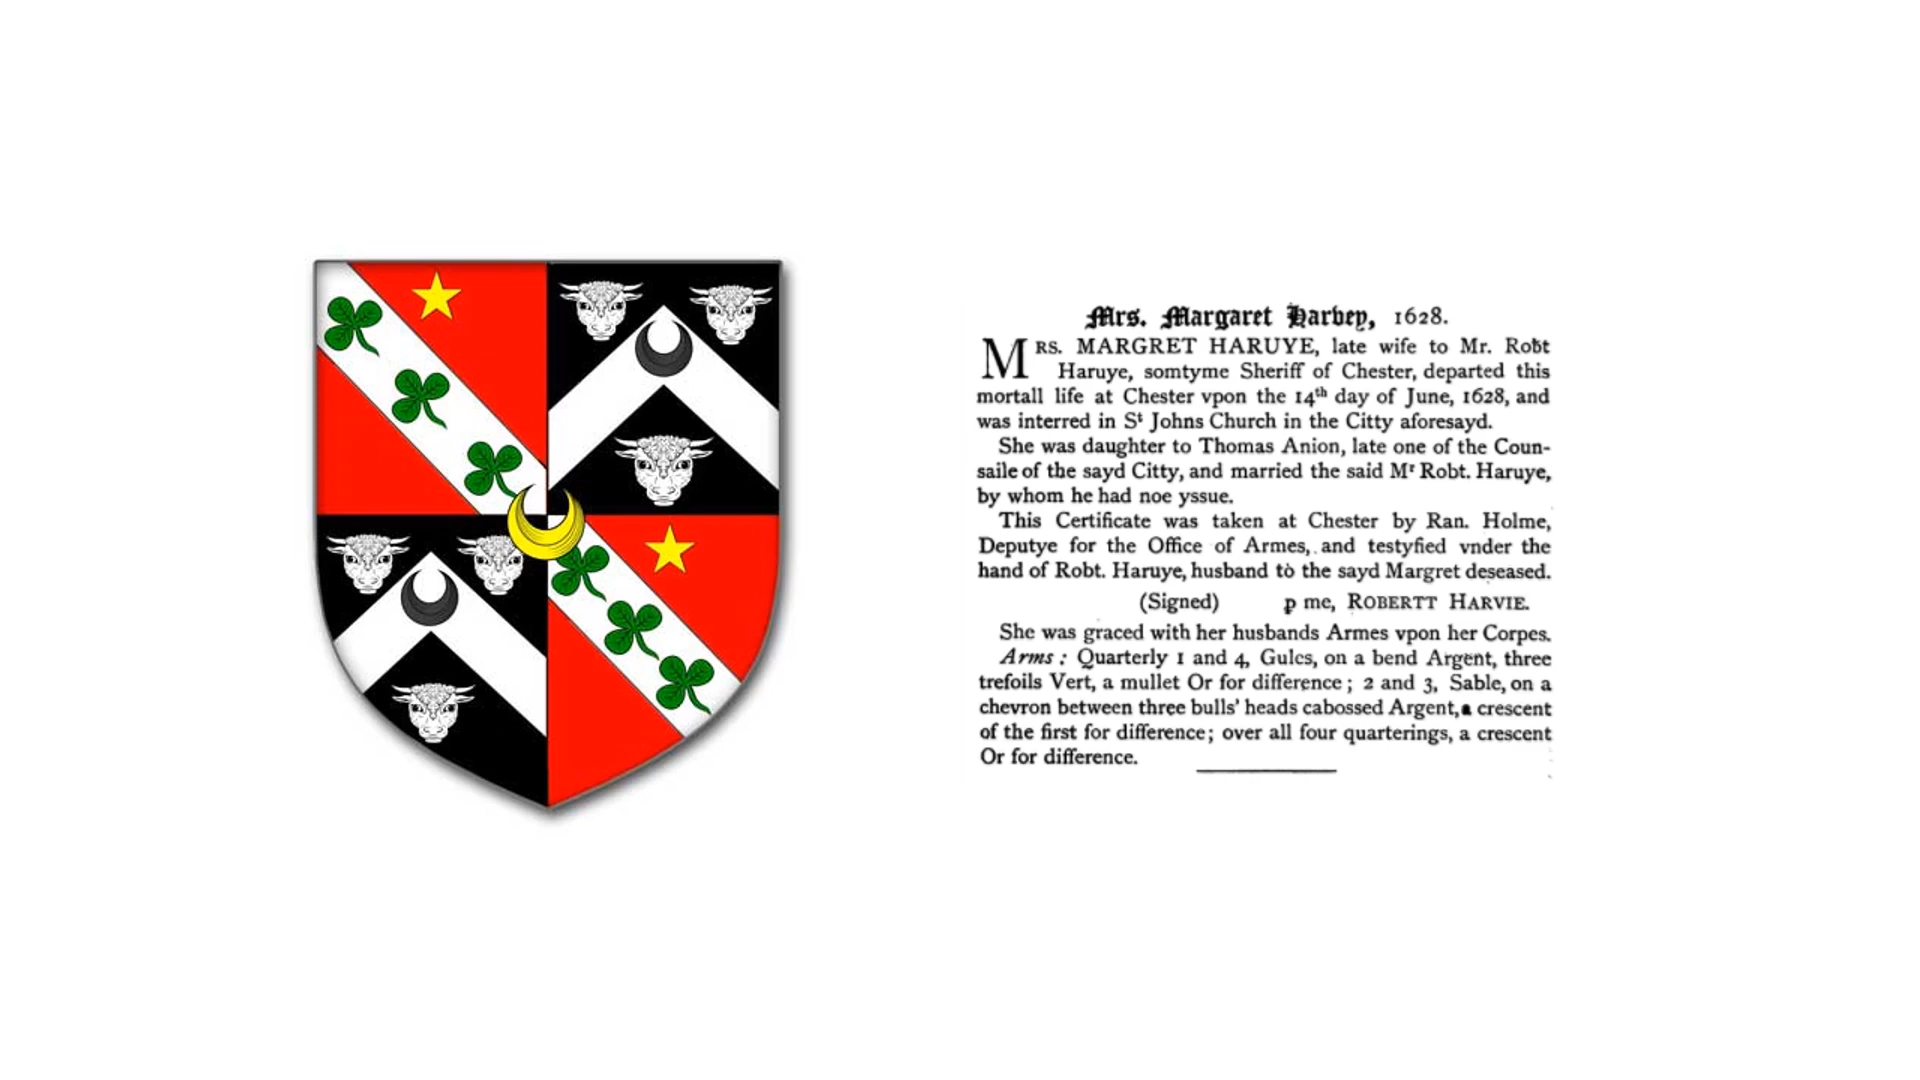 Mrs. Margaret Harvey, 1628.
MRS. MARGRET HARUYE, late wife to Mr. Robt
Haruye, somtyme Sheriff of Chester, departed this
mortall life at Chester vpon the 14th day of June, 1628, and
was interred in St Johns Church in the Citty aforesayd.
She was daughter to Thomas Anion, late one of the Coun-
saile of the sayd Citty, and married the said Mr Robt. Haruye,
by whom he had noe yssue.
This Certificate was taken at Chester by Ran. Holme,
Deputye for the Office of Armes, and testyfied vnder the
hand of Robt. Haruye, husband to the sayd Margret deseased.
(Signed) ꝑ me, ROBERTT HARVIE.
She was graced with her husbands Armes vpon her Corpes.
Arms: Quarterly 1 and 4, Gules, on a bend Argent, three
trefoils Vert, a mullet Or for difference; 2 and 3, Sable, on a
chevron between three bulls' heads cabossed Argent, a crescent
of the first for difference; over all four quarterings, a crescent
Or for difference.